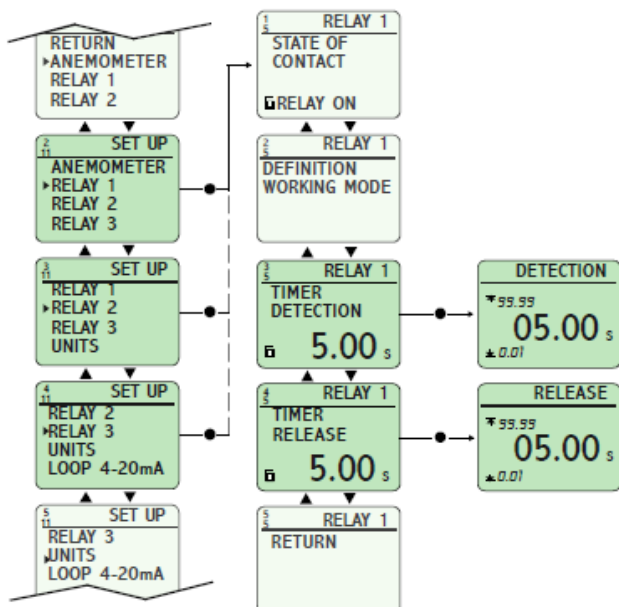 RETURN
ANEMOMETER
RELAY 1
RELAY 2
2/11 SET UP
ANEMOMETER
RELAY 1
RELAY 2
RELAY 3
3/11 SET UP
RELAY 1
RELAY 2
RELAY 3
UNITS
4/11 SET UP
RELAY 2
RELAY 3
UNITS
LOOP 4-20mA
5/11 SET UP
RELAY 3
UNITS
LOOP 4-20mA
1/5 RELAY 1
STATE OF
CONTACT
RELAY ON
2/5 RELAY 1
DEFINITION
WORKING MODE
3/5 RELAY 1
TIMER
DETECTION
5.00 s
4/5 RELAY 1
TIMER
RELEASE
5.00 s
5/5 RELAY 1
RETURN
DETECTION
99.99
05.00 s
0.01
RELEASE
99.99
05.00 s
0.01